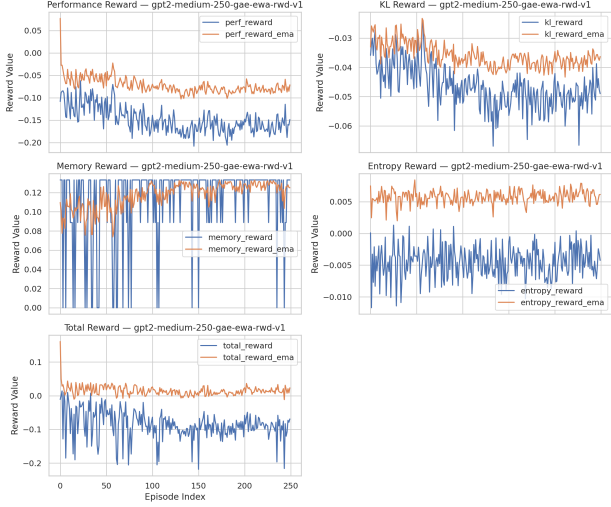 Performance Reward — gpt2-medium-250-gae-ewa-rwd-v1
Reward Value
0.05
0.00
−0.05
−0.10
−0.15
−0.20
perf_reward
perf_reward_ema
KL Reward — gpt2-medium-250-gae-ewa-rwd-v1
Reward Value
−0.03
−0.04
−0.05
−0.06
kl_reward
kl_reward_ema
Memory Reward — gpt2-medium-250-gae-ewa-rwd-v1
Reward Value
0.12
0.10
0.08
0.06
0.04
0.02
0.00
memory_reward
memory_reward_ema
Entropy Reward — gpt2-medium-250-gae-ewa-rwd-v1
Reward Value
0.005
0.000
−0.005
−0.010
entropy_reward
entropy_reward_ema
Total Reward — gpt2-medium-250-gae-ewa-rwd-v1
Reward Value
0.1
0.0
−0.1
−0.2
total_reward
total_reward_ema
0 50 100 150 200 250
Episode Index